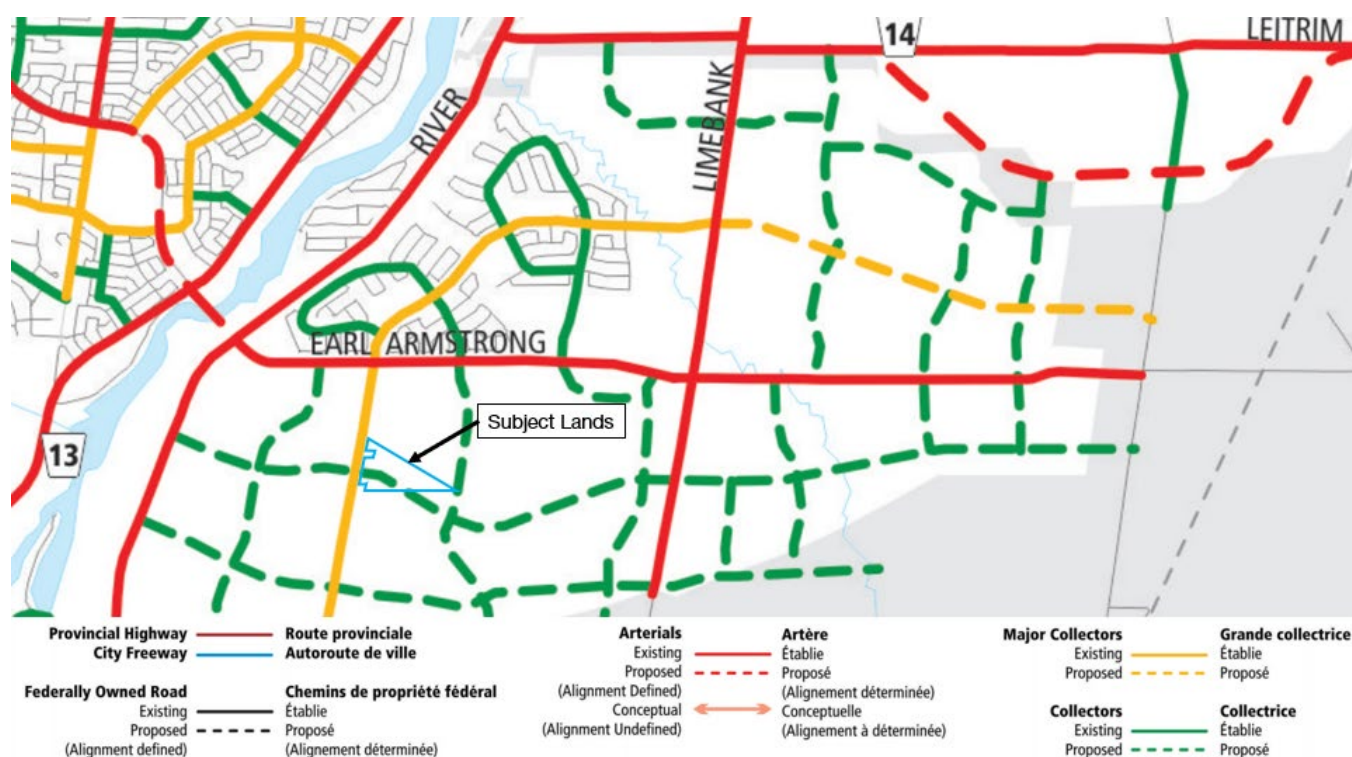 14
LEITRIM
RIVER
LIMEBANK
EARL ARMSTRONG
Subject Lands
13
Provincial Highway Route provinciale
City Freeway Autoroute de ville
Federally Owned Road Chemins de propriété fédéral
Existing Établie
Proposed Proposé
(Alignment defined) (Alignement déterminée)
Arterials Artère
Existing Établie
Proposed Proposé
(Alignment Defined) (Alignement déterminée)
Conceptual Conceptuelle
(Alignment Undefined) (Alignement à déterminée)
Major Collectors Grande collectrice
Existing Établie
Proposed Proposé
Collectors Collectrice
Existing Établie
Proposed Proposé